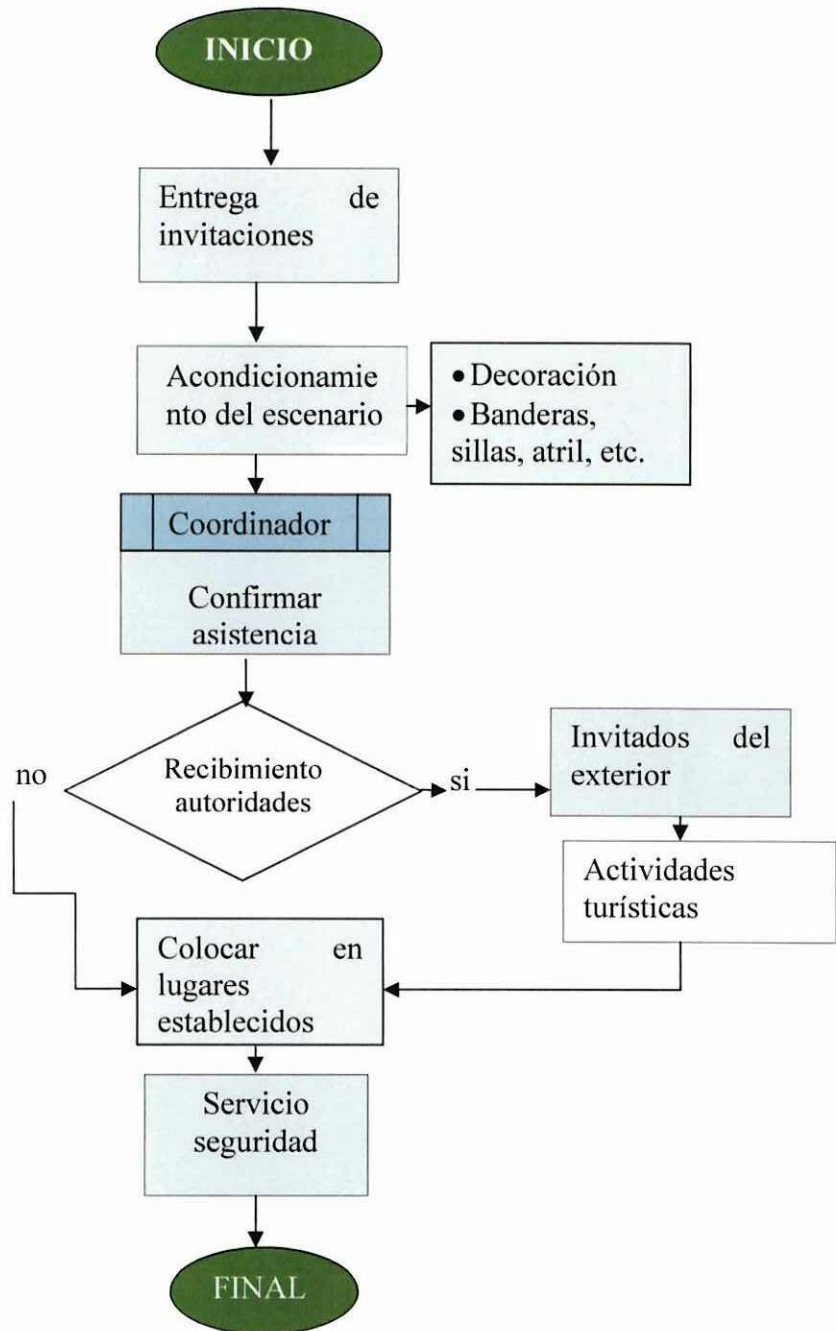 INICIO
Entrega de
invitaciones
Acondicionamie
nto del escenario
• Decoración
• Banderas,
sillas, atril, etc.
Coordinador
Confirmar
asistencia
no
Recibimiento
autoridades
si
Invitados del
exterior
Actividades
turísticas
Colocar en
lugares
establecidos
Servicio
seguridad
FINAL